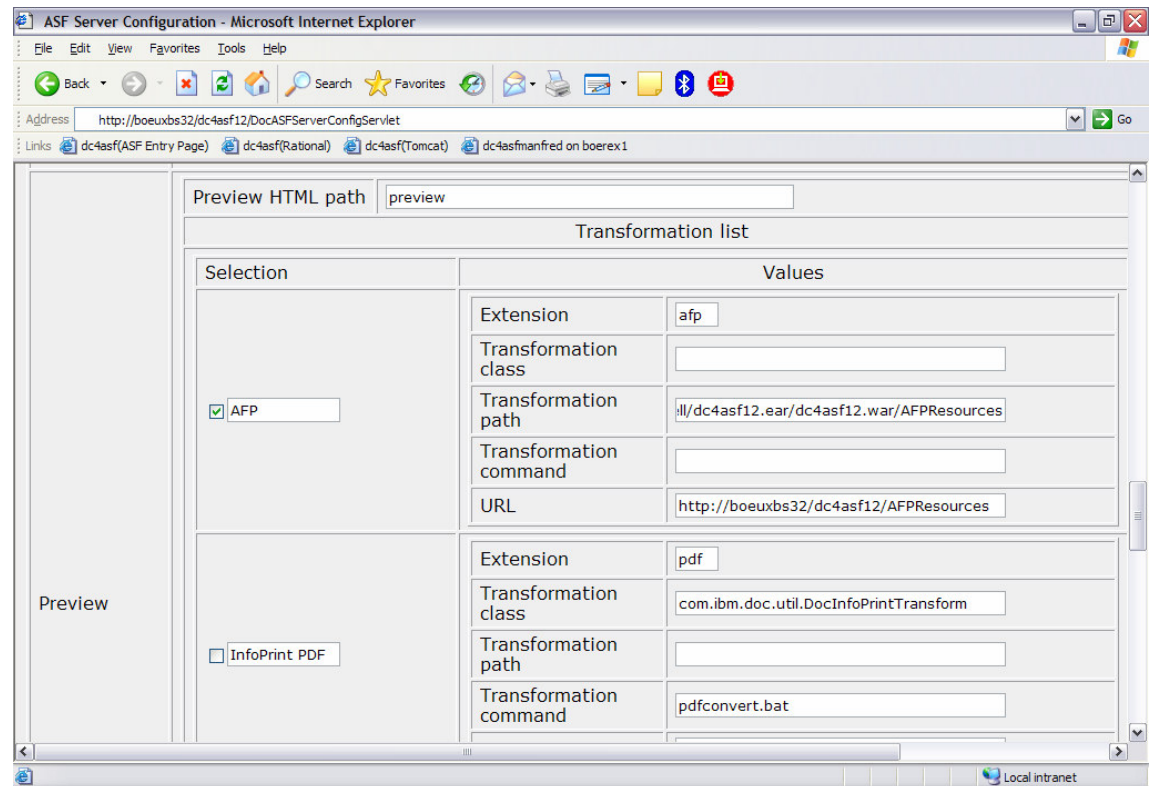 ASF Server Configuration - Microsoft Internet Explorer
File Edit View Favorites Tools Help
Back Search Favorites
Address http://boeuxbs32/dc4asf12/DocASFServerConfigServlet Go
Links dc4asf(ASF Entry Page) dc4asf(Rational) dc4asf(Tomcat) dc4asfmanfred on boerex1
Preview HTML path preview
Transformation list
Selection Values
Extension afp
Transformation
class
AFP
Transformation
path
ll/dc4asf12.ear/dc4asf12.war/AFPResources
Transformation
command
URL http://boeuxbs32/dc4asf12/AFPResources
Preview
Extension pdf
Transformation
class
com.ibm.doc.util.DocInfoPrintTransform
InfoPrint PDF
Transformation
path
Transformation
command
pdfconvert.bat
Local intranet